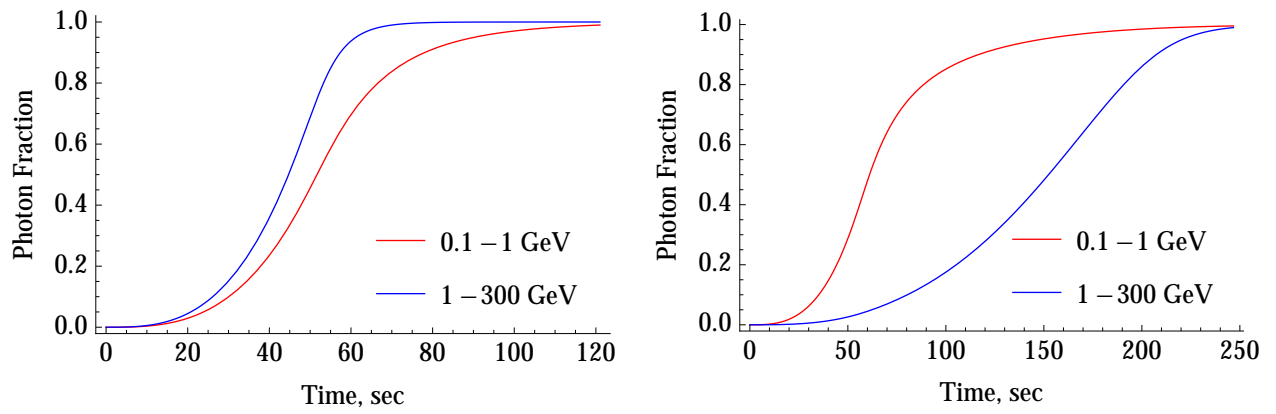 1.0
0.8
0.6
0.4
0.2
0.0
Photon Fraction
0.1 – 1 GeV
1 – 300 GeV
0 20 40 60 80 100 120
Time, sec
1.0
0.8
0.6
0.4
0.2
0.0
Photon Fraction
0.1 – 1 GeV
1 – 300 GeV
0 50 100 150 200 250
Time, sec